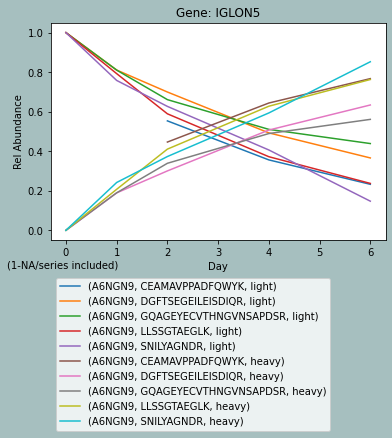 Gene: IGLON5
Rel Abundance
1.0
0.8
0.6
0.4
0.2
0.0
0 1 2 3 4 5 6
(1-NA/series included)
Day
(A6NGN9, CEAMAVPPADFQWYK, light)
(A6NGN9, DGFTSEGEILEISDIQR, light)
(A6NGN9, GQAGEYECVTHNGVNSAPDSR, light)
(A6NGN9, LLSSGTAEGLK, light)
(A6NGN9, SNILYAGNDR, light)
(A6NGN9, CEAMAVPPADFQWYK, heavy)
(A6NGN9, DGFTSEGEILEISDIQR, heavy)
(A6NGN9, GQAGEYECVTHNGVNSAPDSR, heavy)
(A6NGN9, LLSSGTAEGLK, heavy)
(A6NGN9, SNILYAGNDR, heavy)